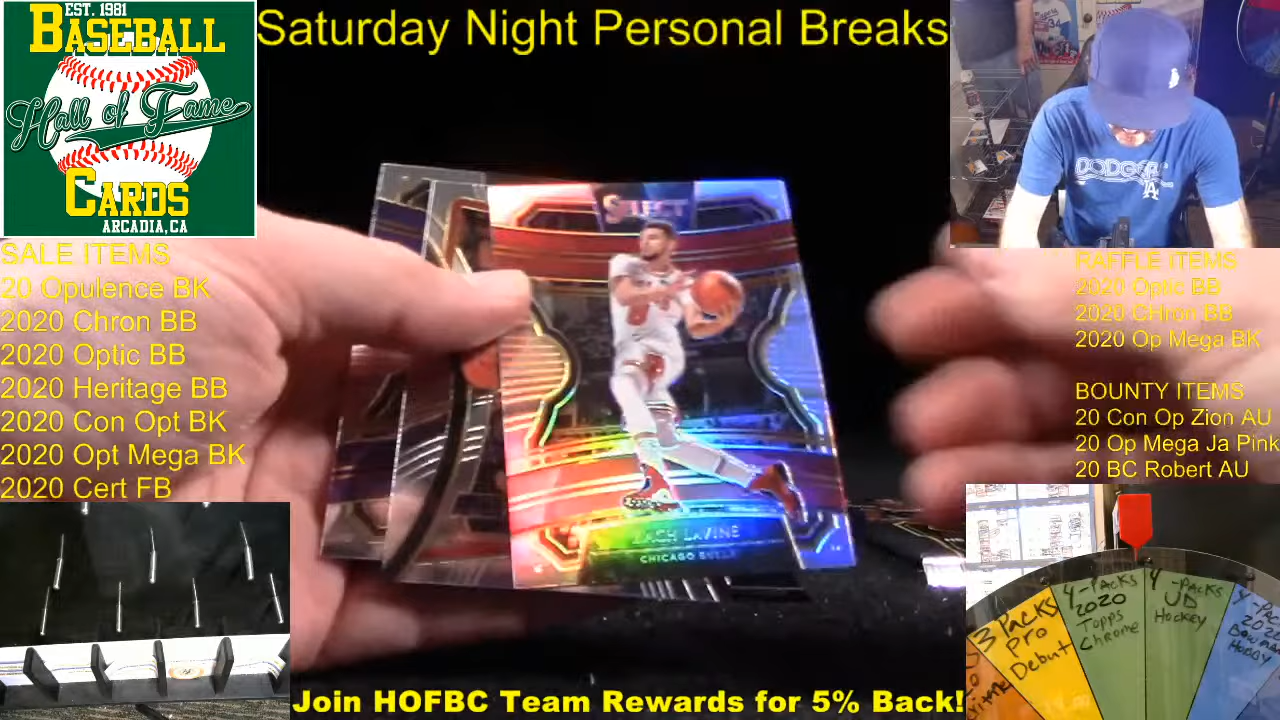 EST. 1981
BASEBALL
Hall of Fame
CARDS
ARCADIA, CA
Saturday Night Personal Breaks
SALE ITEMS
20 Opulence BK
2020 Chron BB
2020 Optic BB
2020 Heritage BB
2020 Con Opt BK
2020 Opt Mega BK
2020 Cert FB
SELECT
ZACH LAVINE
CHICAGO BULLS
DODGERS
LA
RAFFLE ITEMS
2020 Optic BB
2020 CHron BB
2020 Op Mega BK
BOUNTY ITEMS
20 Con Op Zion AU
20 Op Mega Ja Pink
20 BC Robert AU
3 Packs
Pro
Debut
4-Packs
2020
Topps
Chrome
4-Packs
UD
Hockey
Bowman
Hobby
Join HOFBC Team Rewards for 5% Back!